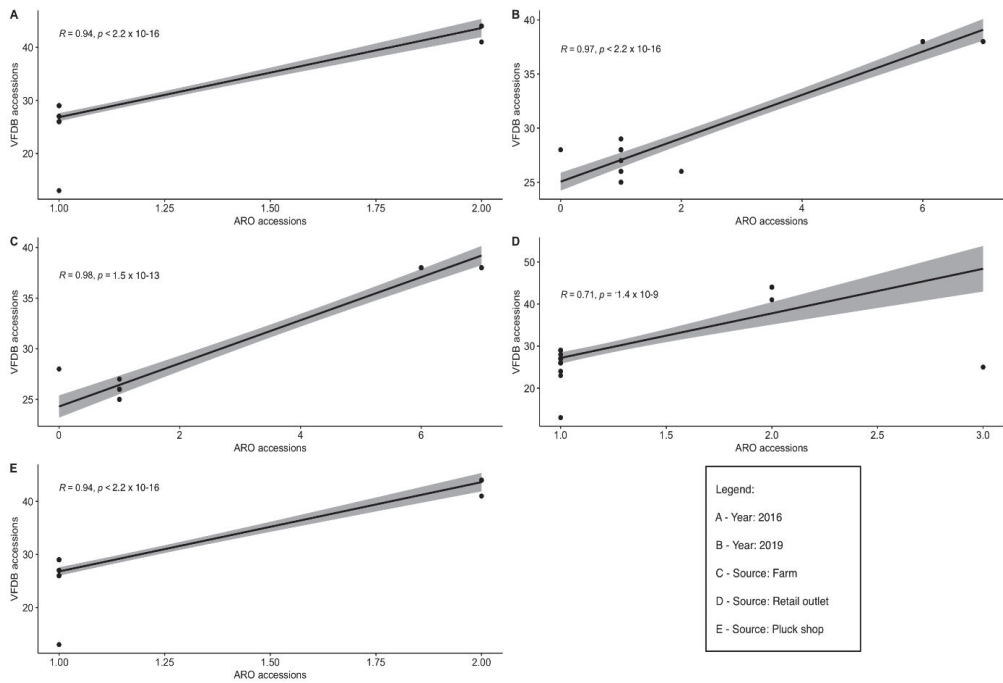 A
R = 0.94, p < 2.2 x 10-16
40
30
20
VFDB accessions
1.00
1.25
1.50
1.75
2.00
ARO accessions
B
R = 0.97, p < 2.2 x 10-16
40
35
30
25
VFDB accessions
0
2
4
6
ARO accessions
C
R = 0.98, p = 1.5 x 10-13
40
35
30
25
VFDB accessions
0
2
4
6
ARO accessions
D
R = 0.71, p = "1.4 x 10-9
50
40
30
20
VFDB accessions
1.0
1.5
2.0
2.5
3.0
ARO accessions
E
R = 0.94, p < 2.2 x 10-16
40
30
20
VFDB accessions
1.00
1.25
1.50
1.75
2.00
ARO accessions
Legend:
A - Year: 2016
B - Year: 2019
C - Source: Farm
D - Source: Retail outlet
E - Source: Pluck shop